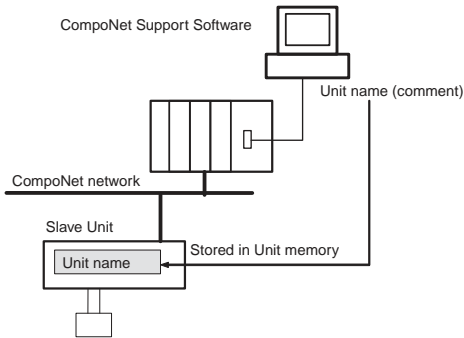 CompoNet Support Software
Unit name (comment)
CompoNet network
Slave Unit
Stored in Unit memory
Unit name